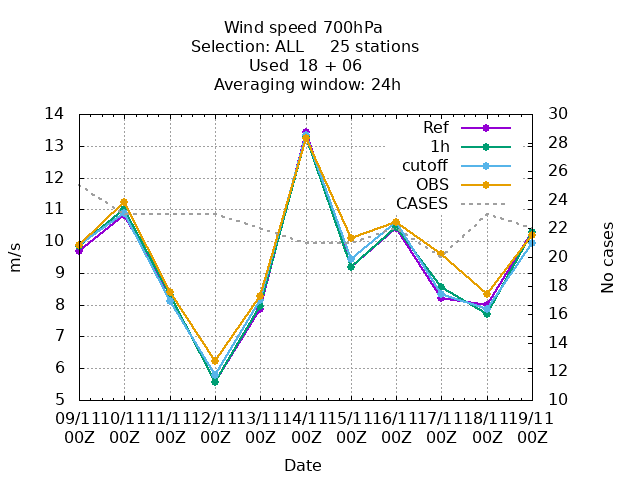 Wind speed 700hPa
Selection: ALL     25 stations
Used  18 + 06
Averaging window: 24h
14
13
12
11
10
9
8
7
6
5
m/s
30
28
26
24
22
20
18
16
14
12
10
No cases
Ref
1h
cutoff
OBS
CASES
09/11 10/11 11/11 12/11 13/11 14/11 15/11 16/11 17/11 18/11 19/11
00Z 00Z 00Z 00Z 00Z 00Z 00Z 00Z 00Z 00Z 00Z
Date